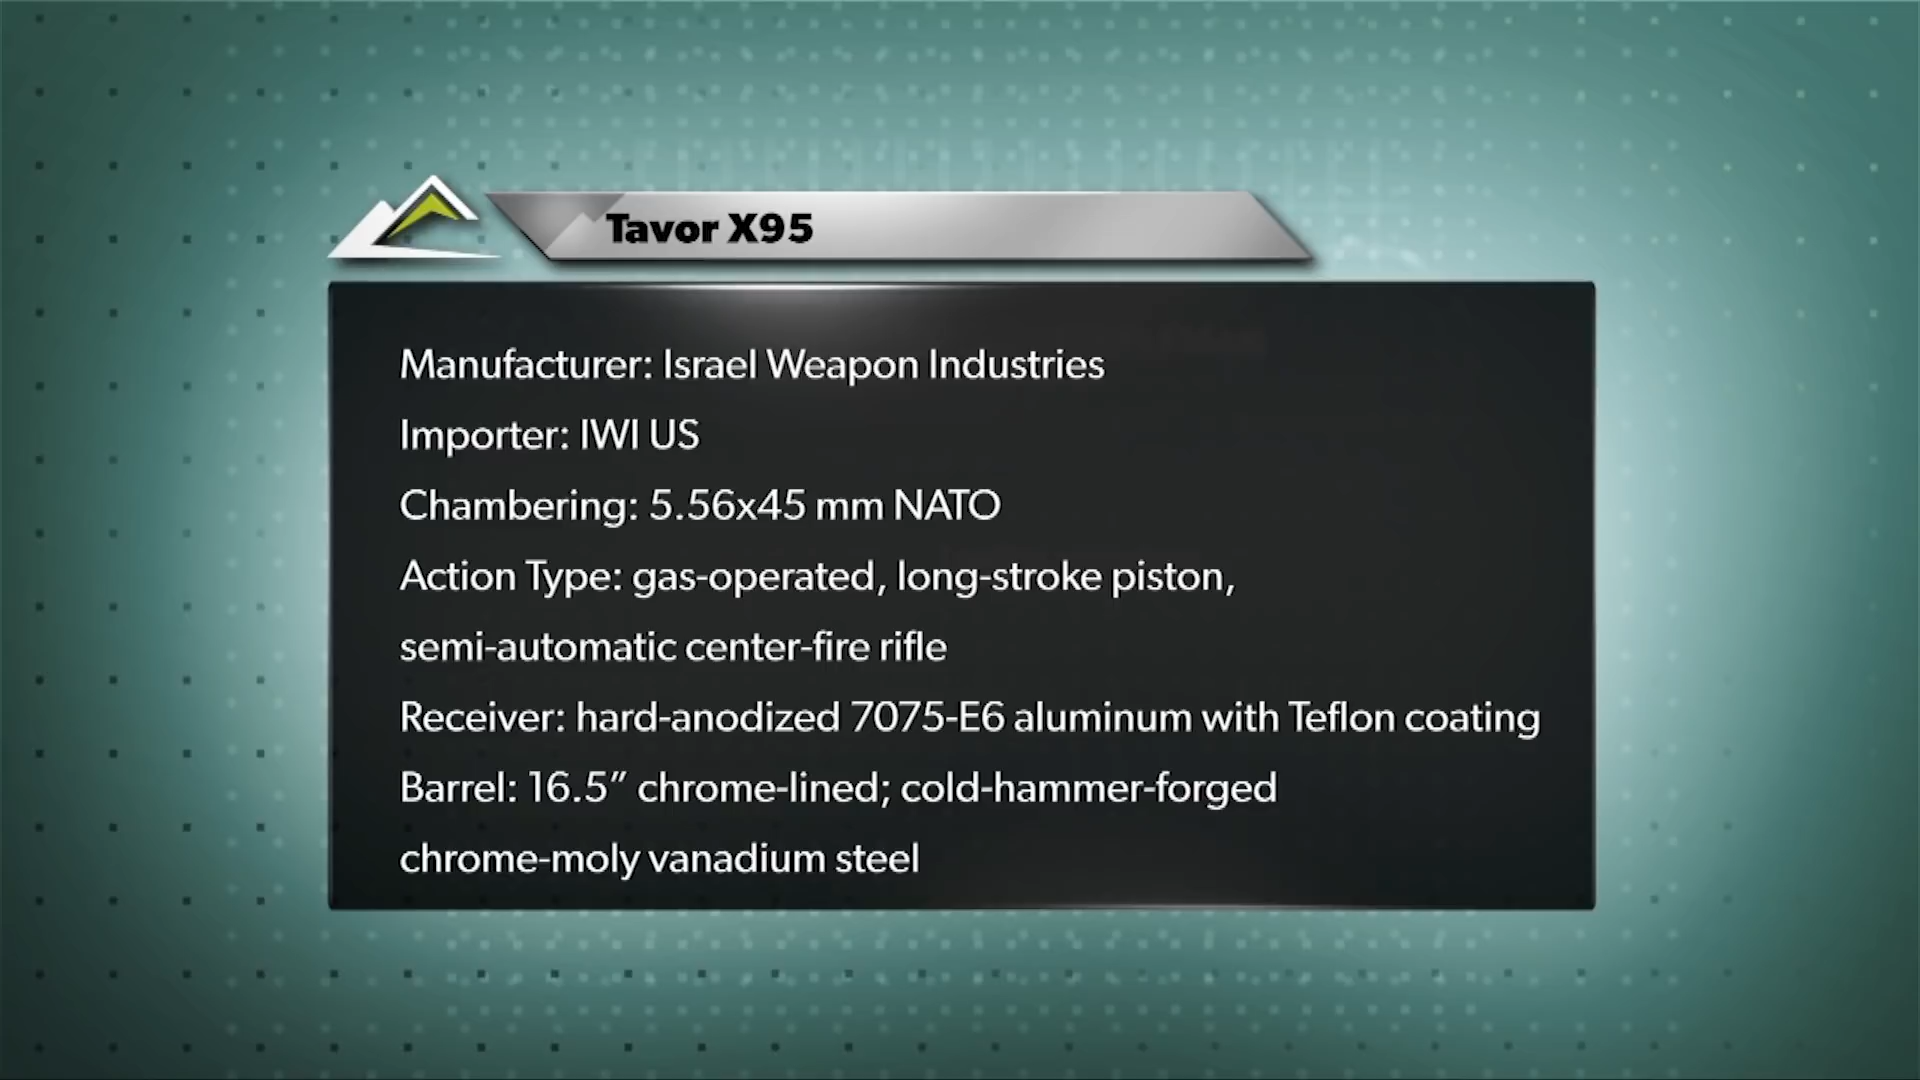 Tavor X95
Manufacturer: Israel Weapon Industries
Importer: IWI US
Chambering: 5.56x45 mm NATO
Action Type: gas-operated, long-stroke piston,
semi-automatic center-fire rifle
Receiver: hard-anodized 7075-E6 aluminum with Teflon coating
Barrel: 16.5” chrome-lined; cold-hammer-forged
chrome-moly vanadium steel